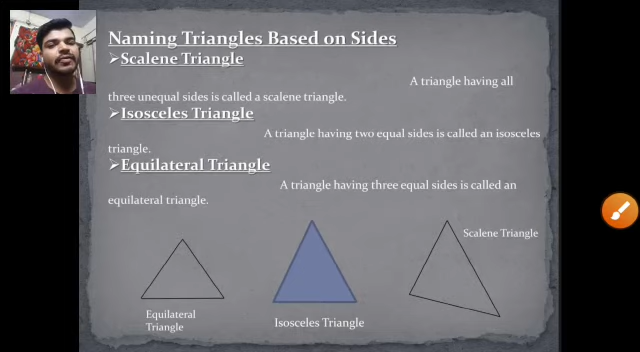 Naming Triangles Based on Sides
➢Scalene Triangle
A triangle having all
three unequal sides is called a scalene triangle.
➢Isosceles Triangle
A triangle having two equal sides is called an isosceles
triangle.
➢Equilateral Triangle
A triangle having three equal sides is called an
equilateral triangle.
Scalene Triangle
Equilateral
Triangle
Isosceles Triangle